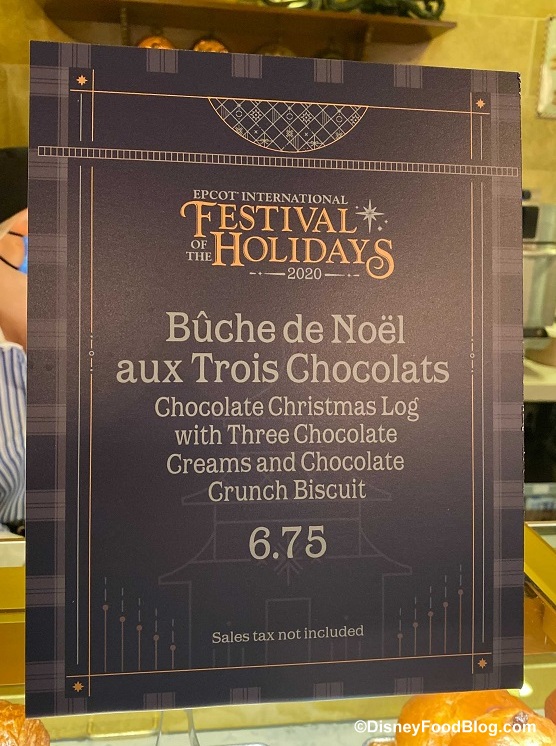 EPCOT INTERNATIONAL
FESTIVAL
OF THE HOLIDAYS
2020
Bûche de Noël
aux Trois Chocolats
Chocolate Christmas Log
with Three Chocolate
Creams and Chocolate
Crunch Biscuit
6.75
Sales tax not included
©DisneyFoodBlog.com